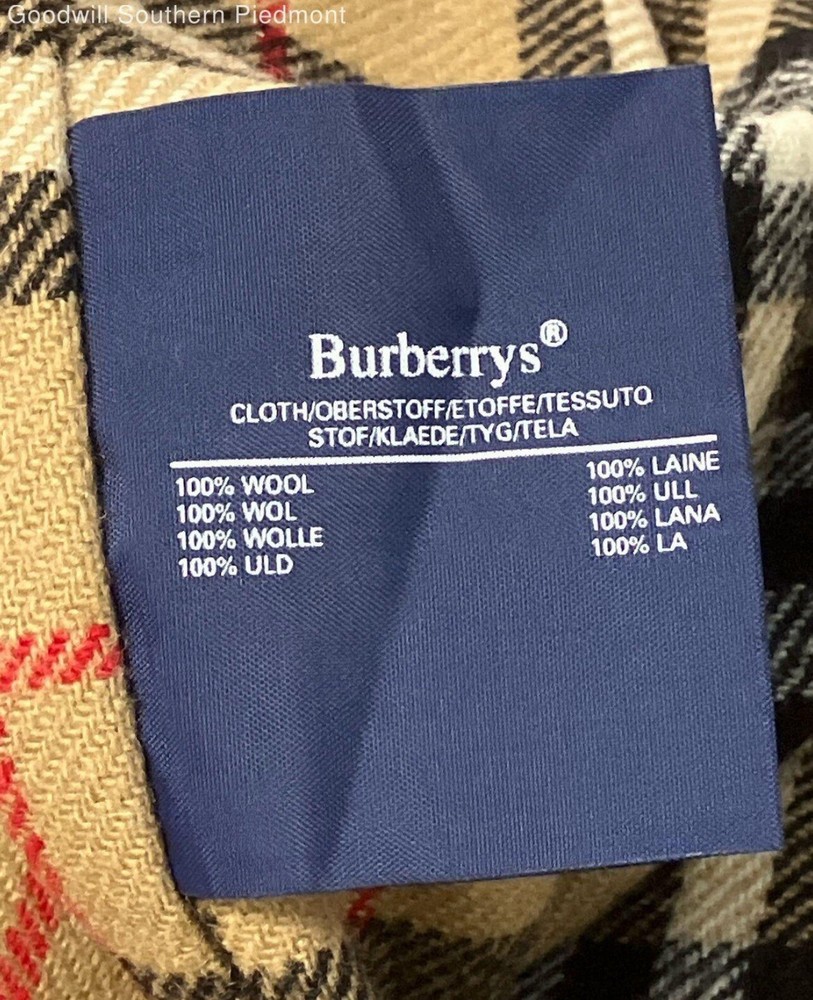 Goodwill Southern Piedmont
Burberrys®
CLOTH/OBERSTOFF/ETOFFE/TESSUTO
STOF/KLAEDE/TYG/TELA
100% WOOL
100% WOL
100% WOLLE
100% ULD
100% LAINE
100% ULL
100% LANA
100% LA